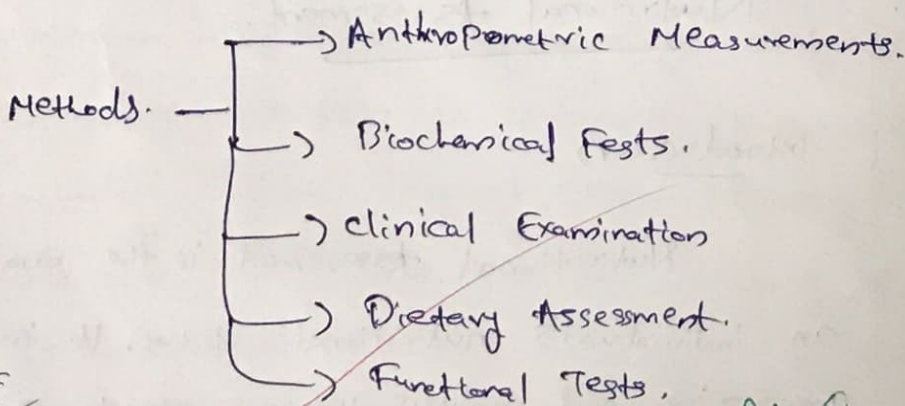 Anthropometric Measurements.
Methods.
Biochemical Tests.
Clinical Examination
Dietary Assessment.
Functional Tests.